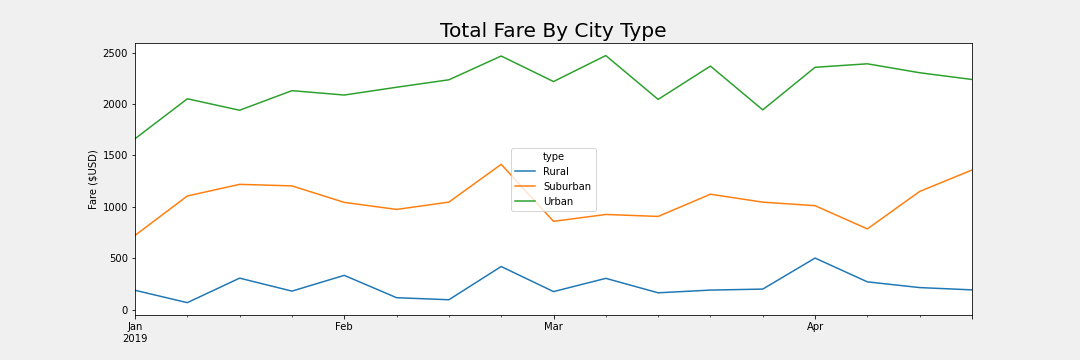 Total Fare By City Type
Fare ($USD)
2500
2000
1500
1000
500
0
type
Rural
Suburban
Urban
Jan Feb Mar Apr
2019